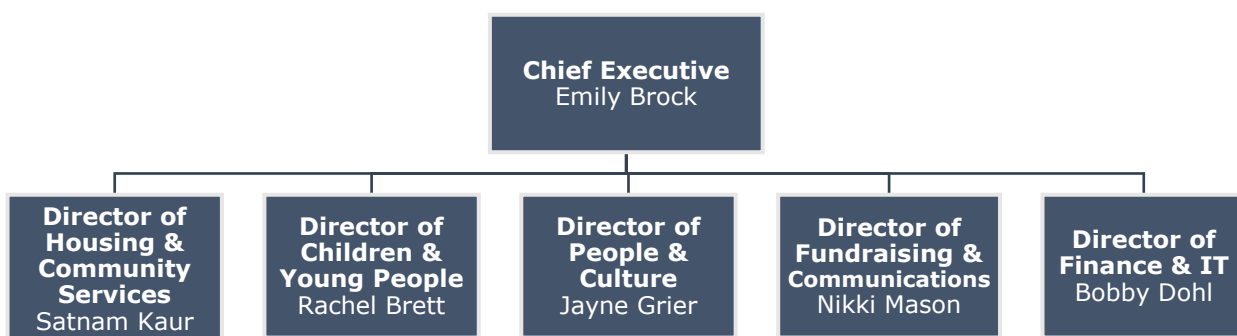 Chief Executive
Emily Brock
Director of
Housing &
Community
Services
Satnam Kaur
Director of
Children &
Young People
Rachel Brett
Director of
People &
Culture
Jayne Grier
Director of
Fundraising &
Communications
Nikki Mason
Director of
Finance & IT
Bobby Dohl